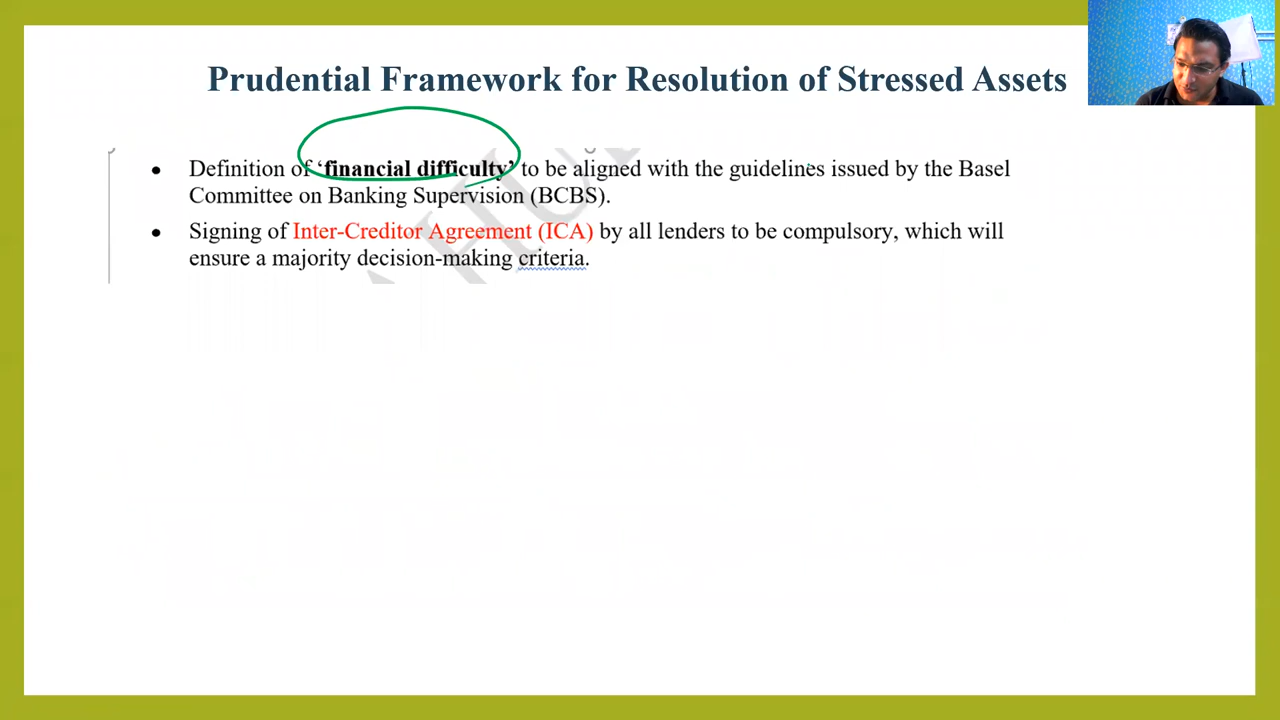 Prudential Framework for Resolution of Stressed Assets
• Definition of ‘financial difficulty’ to be aligned with the guidelines issued by the Basel
Committee on Banking Supervision (BCBS).
• Signing of Inter-Creditor Agreement (ICA) by all lenders to be compulsory, which will
ensure a majority decision-making criteria.